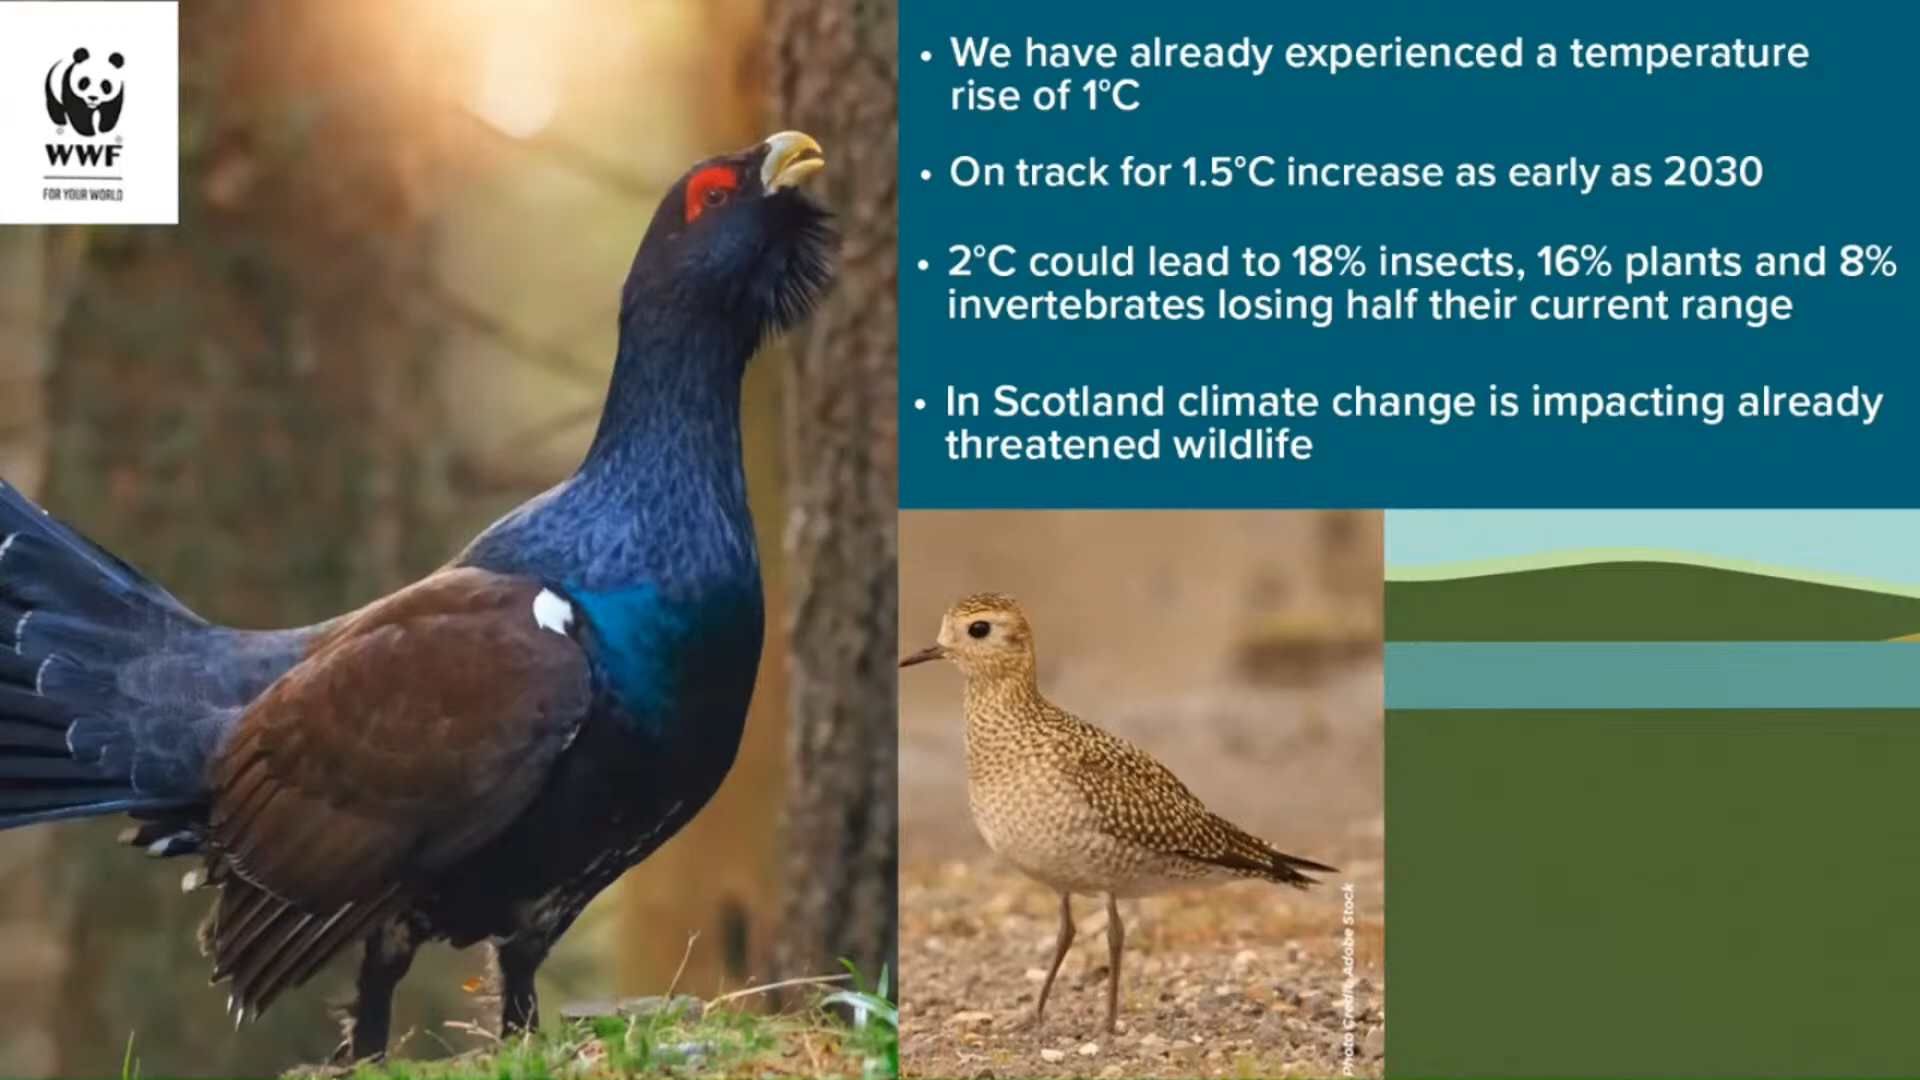 WWF
FOR YOUR WORLD
• We have already experienced a temperature
rise of 1°C
• On track for 1.5°C increase as early as 2030
• 2°C could lead to 18% insects, 16% plants and 8%
invertebrates losing half their current range
• In Scotland climate change is impacting already
threatened wildlife
Photo Credit: Adobe Stock